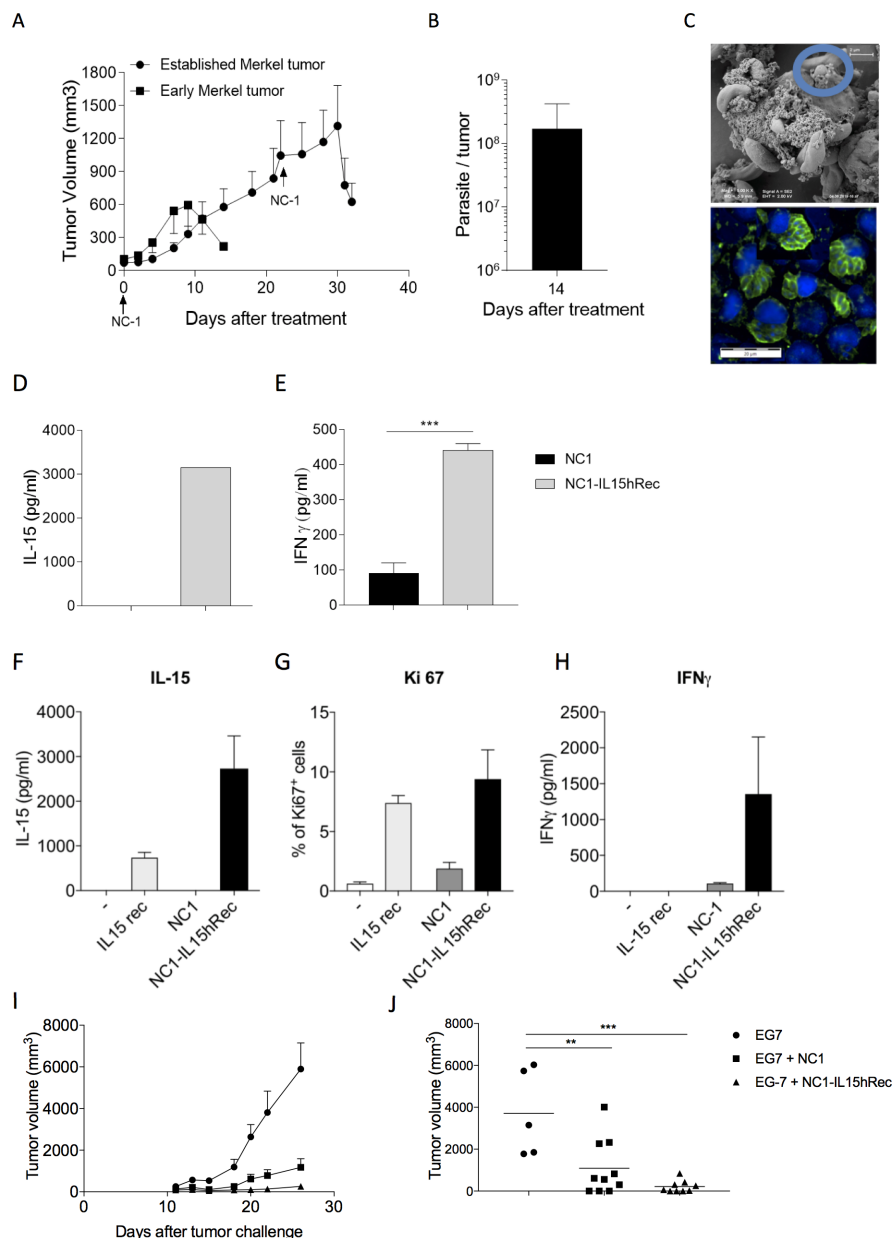 A
Tumor Volume (mm3)
1800
1500
1200
900
600
300
0
Established Merkel tumor
Early Merkel tumor
NC-1
0
10
20
30
40
NC-1
Days after treatment
B
Parasite / tumor
10⁹
10⁸
10⁷
10⁶
14
Days after treatment
C
20 µm
D
IL-15 (pg/ml)
4000
3000
2000
1000
0
E
IFN γ (pg/ml)
500
400
300
200
100
0
***
NC1
NC1-IL15hRec
F
IL-15
IL-15 (pg/ml)
4000
3000
2000
1000
0
-
IL15 rec
NC1
NC1-IL15hRec
G
Ki 67
% of Ki67⁺ cells
15
10
5
0
-
IL15 rec
NC1
NC1-IL15hRec
H
IFNγ
IFNγ (pg/ml)
2500
2000
1500
1000
500
0
-
IL-15 rec
NC-1
NC1-IL15hRec
I
Tumor volume (mm³)
8000
6000
4000
2000
0
0
10
20
30
Days after tumor challenge
J
Tumor volume (mm³)
8000
6000
4000
2000
0
***
**
EG7
EG7 + NC1
EG-7 + NC1-IL15hRec